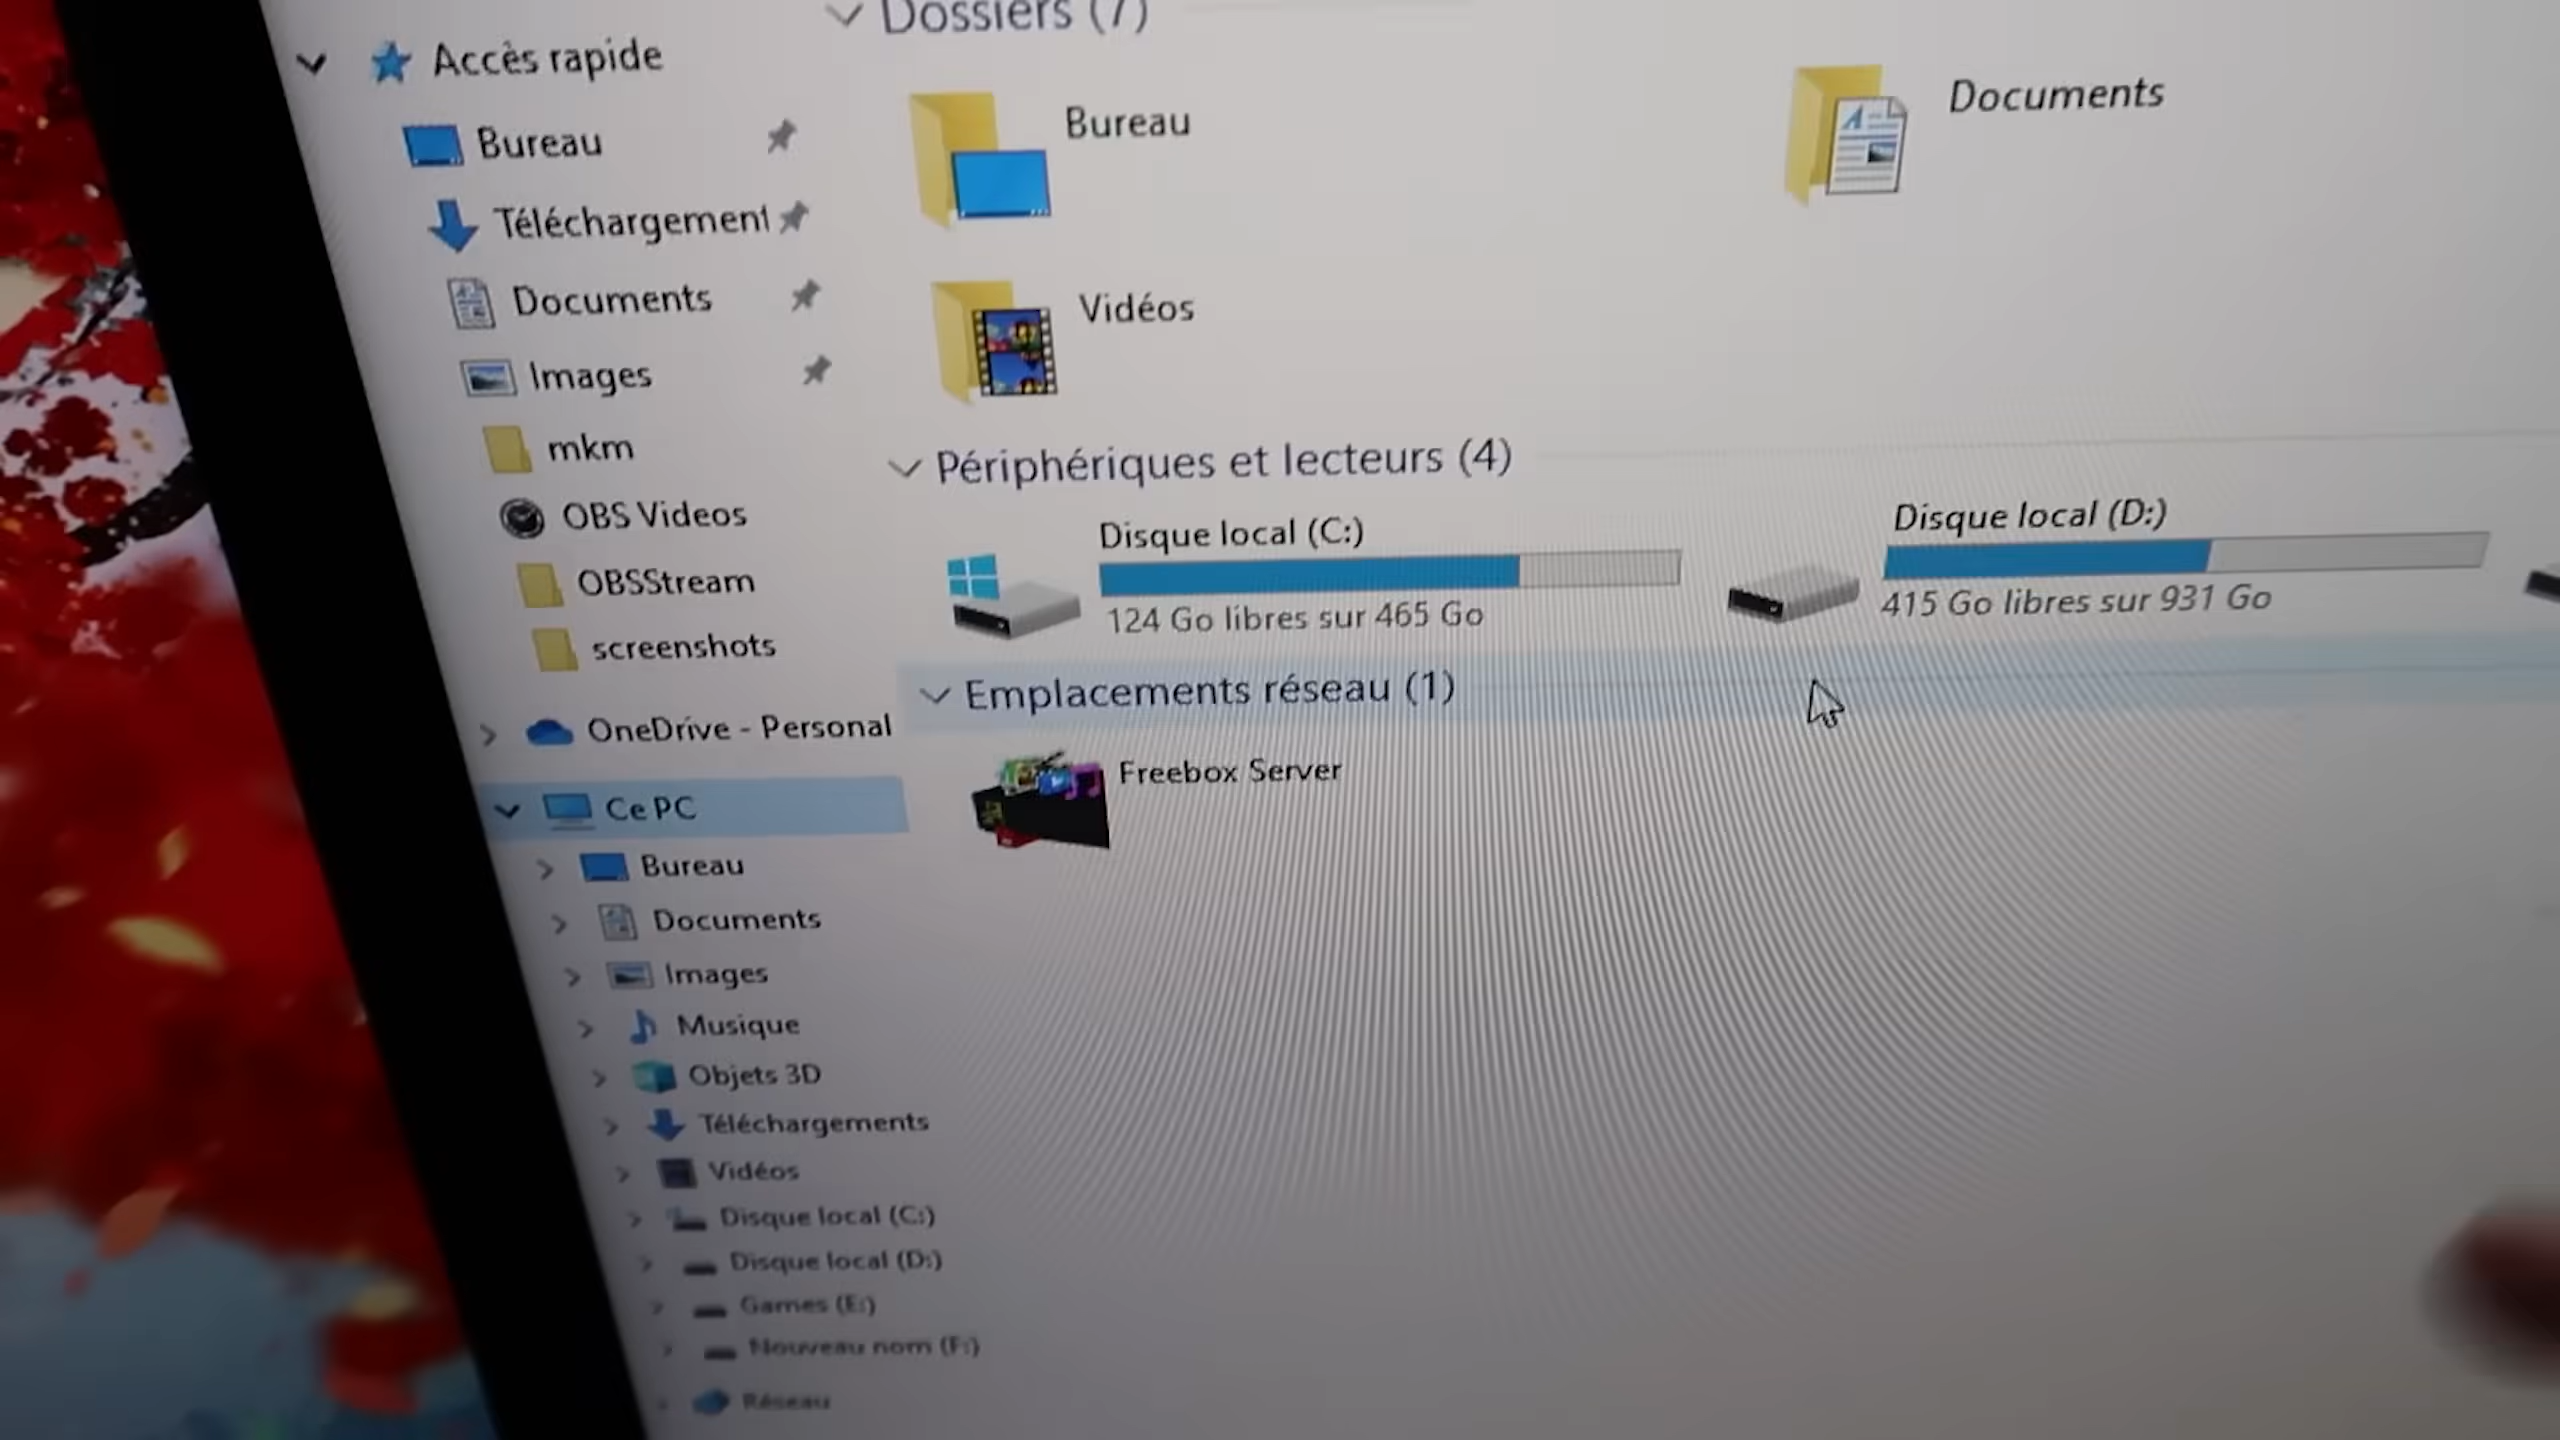 Accès rapide
Bureau
Téléchargement
Documents
Images
mkm
OBS Videos
OBSStream
screenshots
OneDrive - Personal
Ce PC
Bureau
Documents
Images
Musique
Objets 3D
Téléchargements
Vidéos
Disque local (C:)
Disque local (D:)
Games (E:)
Nouveau nom (F:)
Réseau
Dossiers (7)
Bureau
Documents
Vidéos
Périphériques et lecteurs (4)
Disque local (C:)
124 Go libres sur 465 Go
Disque local (D:)
415 Go libres sur 931 Go
Emplacements réseau (1)
Freebox Server